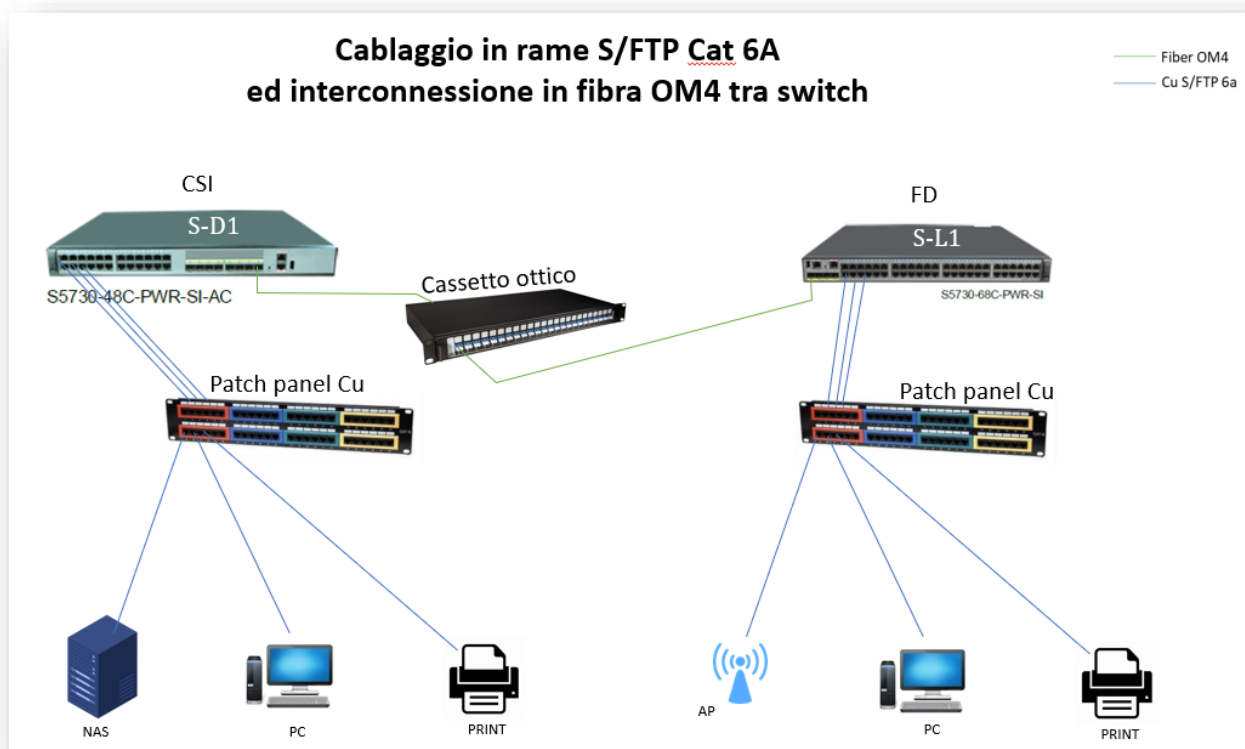 Cablaggio in rame S/FTP Cat 6A
ed interconnessione in fibra OM4 tra switch
Fiber OM4
Cu S/FTP 6a
CSI
S-D1
S5730-48C-PWR-SI-AC
FD
S-L1
S5730-68C-PWR-SI
Cassetto ottico
Patch panel Cu
Patch panel Cu
NAS
PC
PRINT
AP
PC
PRINT